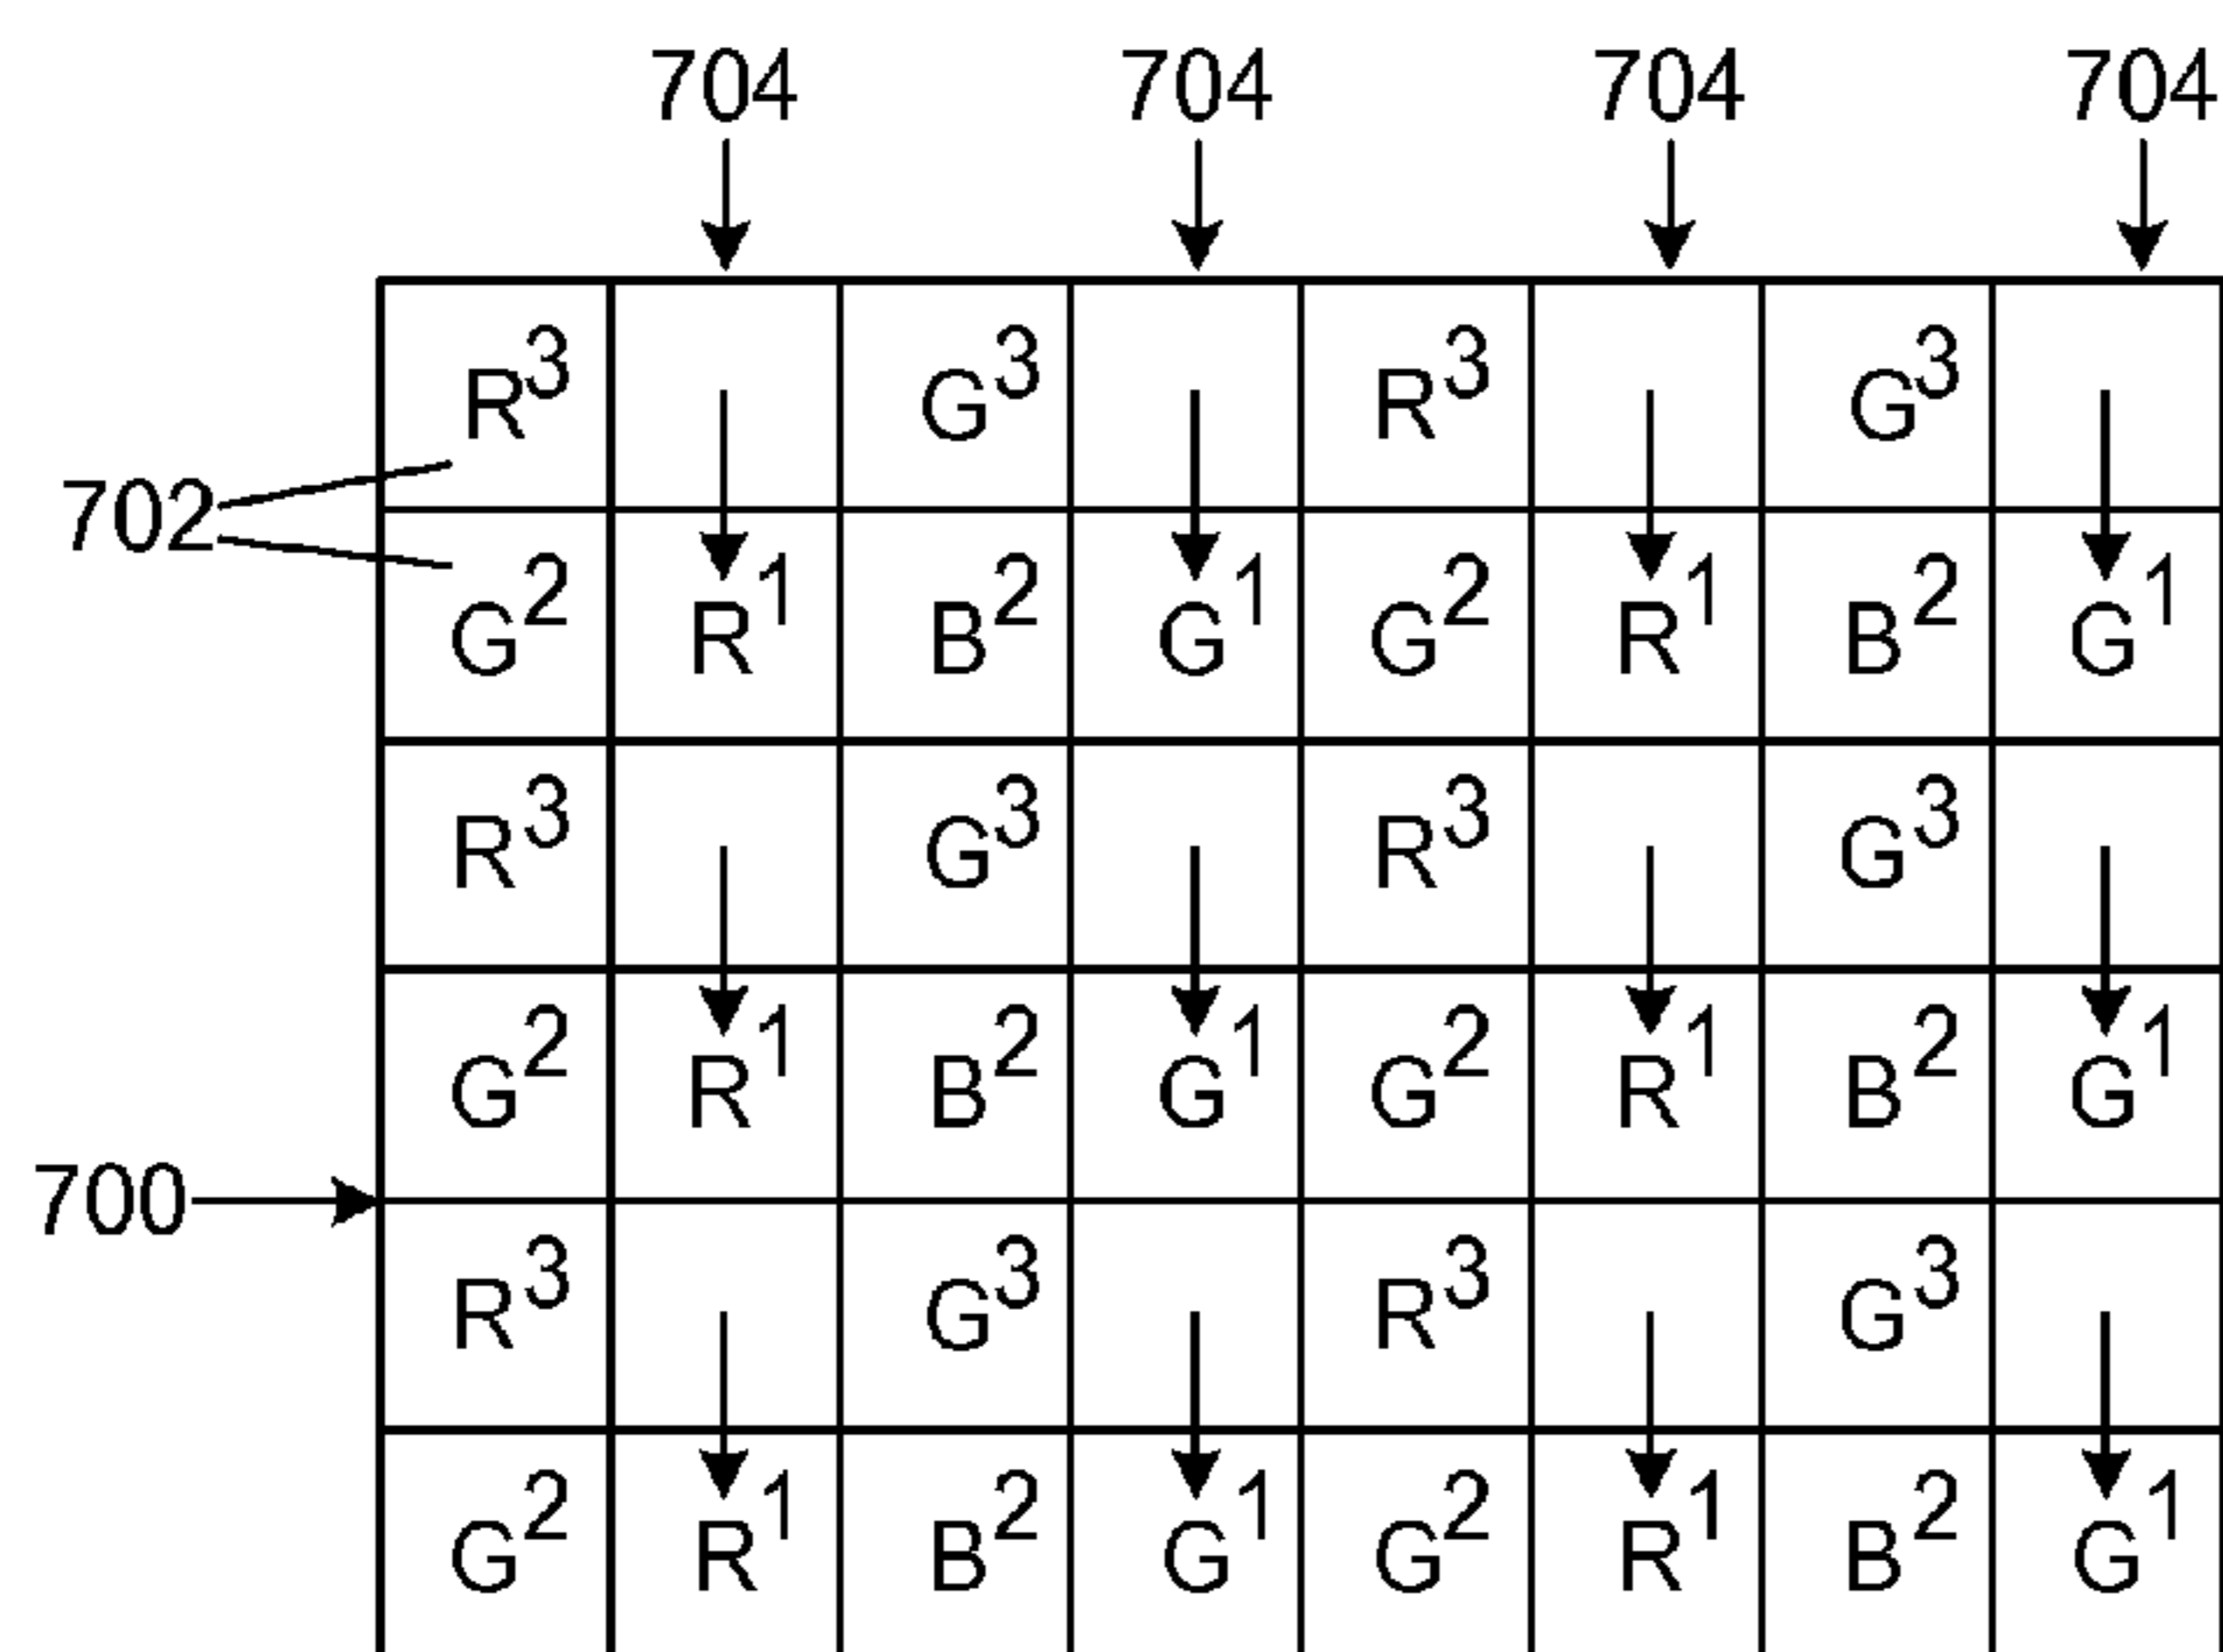 704 704 704 704
R³ G³ R³ G³
702
G² R¹ B² G¹ G² R¹ B² G¹
R³ G³ R³ G³
G² R¹ B² G¹ G² R¹ B² G¹
700
R³ G³ R³ G³
G² R¹ B² G¹ G² R¹ B² G¹